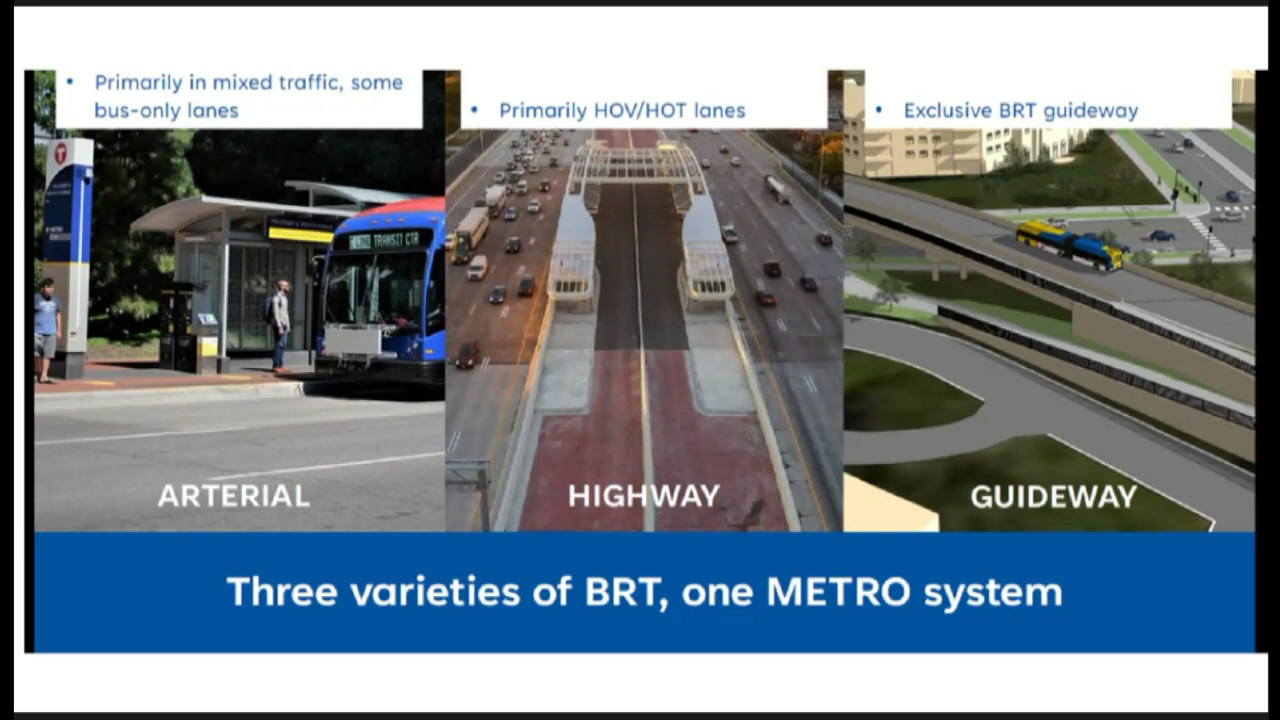 • Primarily in mixed traffic, some
bus-only lanes
• Primarily HOV/HOT lanes
• Exclusive BRT guideway
T
TRANSIT CTR
ARTERIAL
HIGHWAY
GUIDEWAY
Three varieties of BRT, one METRO system